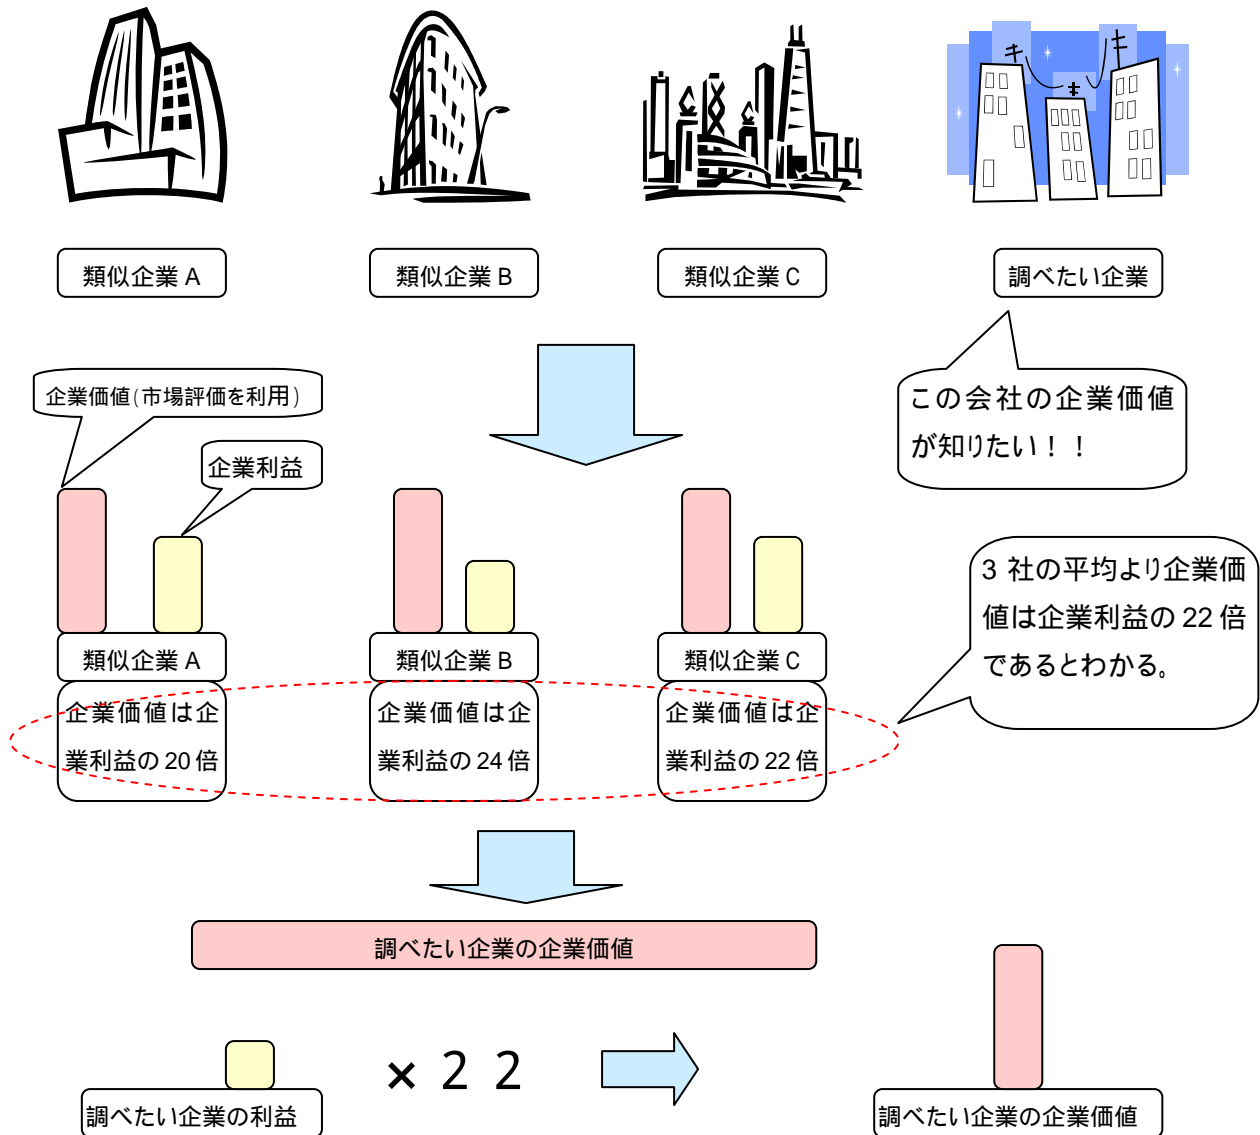 類似企業 A
類似企業 B
類似企業 C
調べたい企業
企業価値(市場評価を利用)
この会社の企業価値
が知りたい！！
企業利益
3 社の平均より企業価
値は企業利益の 22 倍
であるとわかる。
類似企業 A
類似企業 B
類似企業 C
企業価値は企
業利益の 20 倍
企業価値は企
業利益の 24 倍
企業価値は企
業利益の 22 倍
調べたい企業の企業価値
×２２
調べたい企業の利益
調べたい企業の企業価値